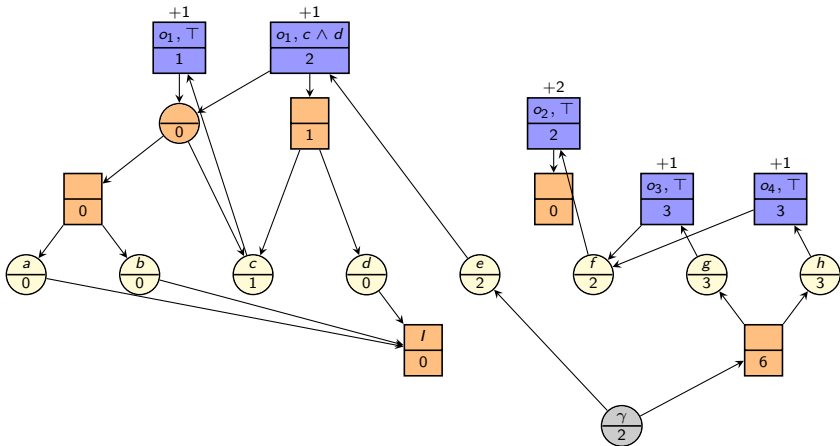 +1 +1
o₁, ⊤ o₁, c ∧ d
1 2
+2
o₂, ⊤
2
0 1
+1 +1
o₃, ⊤ o₄, ⊤
0 0 3 3
a b c d e f g h
0 0 1 0 2 2 3 3
I
0 6
γ
2